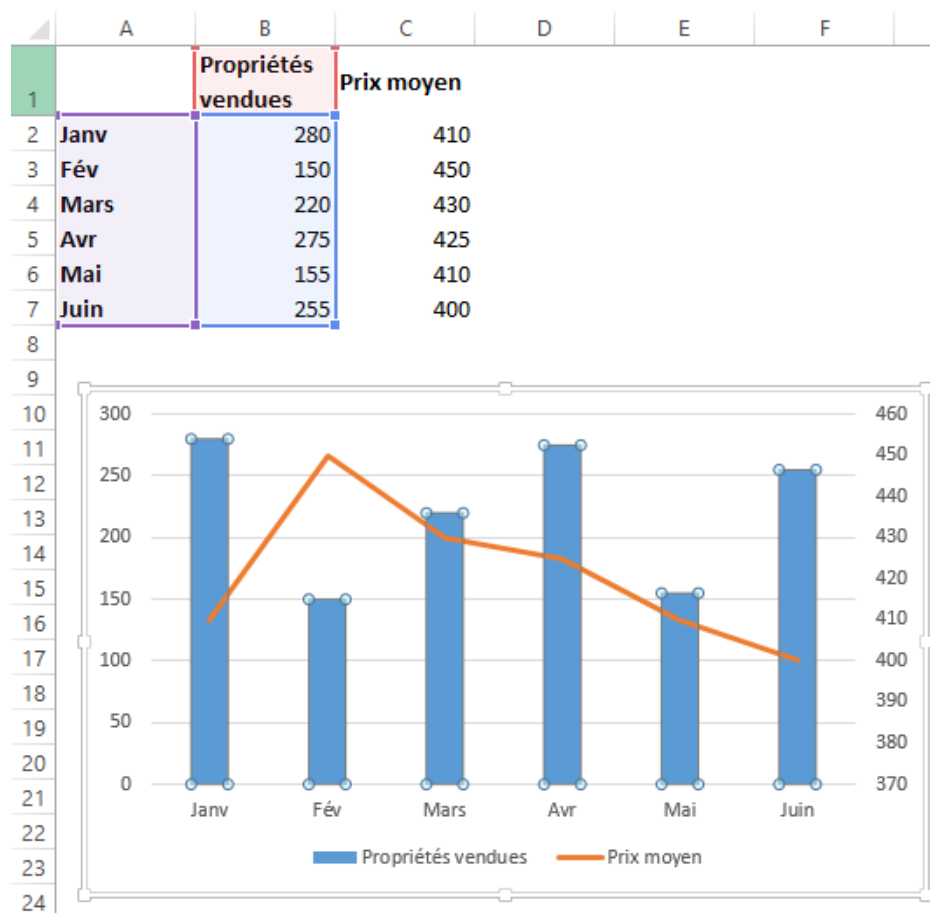 A B C D E F
1 Propriétés vendues Prix moyen
2 Janv 280 410
3 Fév 150 450
4 Mars 220 430
5 Avr 275 425
6 Mai 155 410
7 Juin 255 400
8
9
10
11
12
13
14
15
16
17
18
19
20
21
22
23
24
300 460
250 450
200 440
150 430
100 420
50 410
0 400
390
380
370
Janv Fév Mars Avr Mai Juin
Propriétés vendues Prix moyen